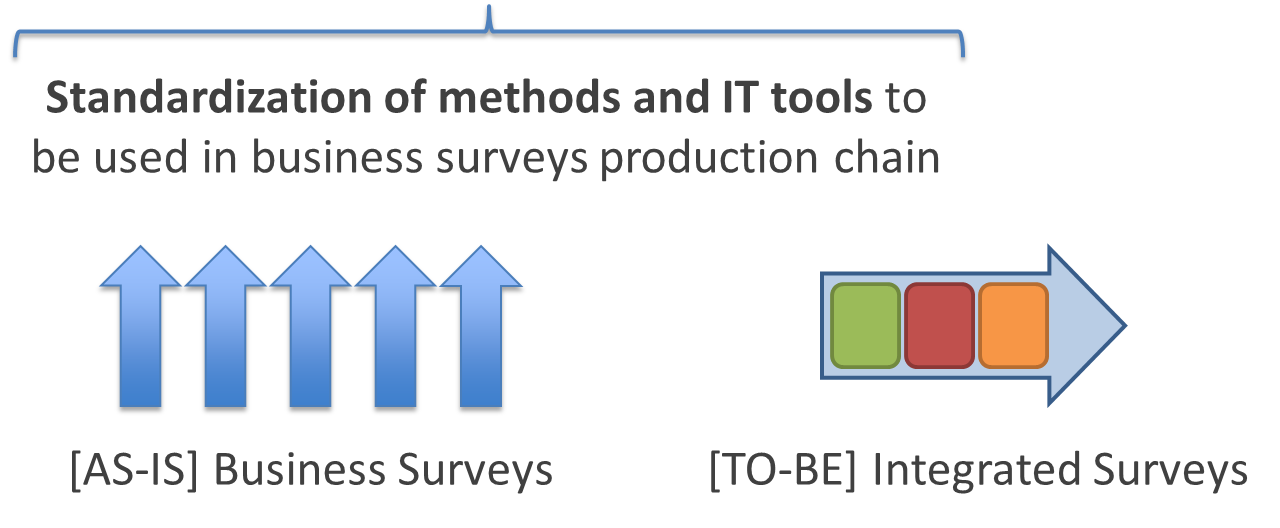 Standardization of methods and IT tools to
be used in business surveys production chain
[AS-IS] Business Surveys
[TO-BE] Integrated Surveys